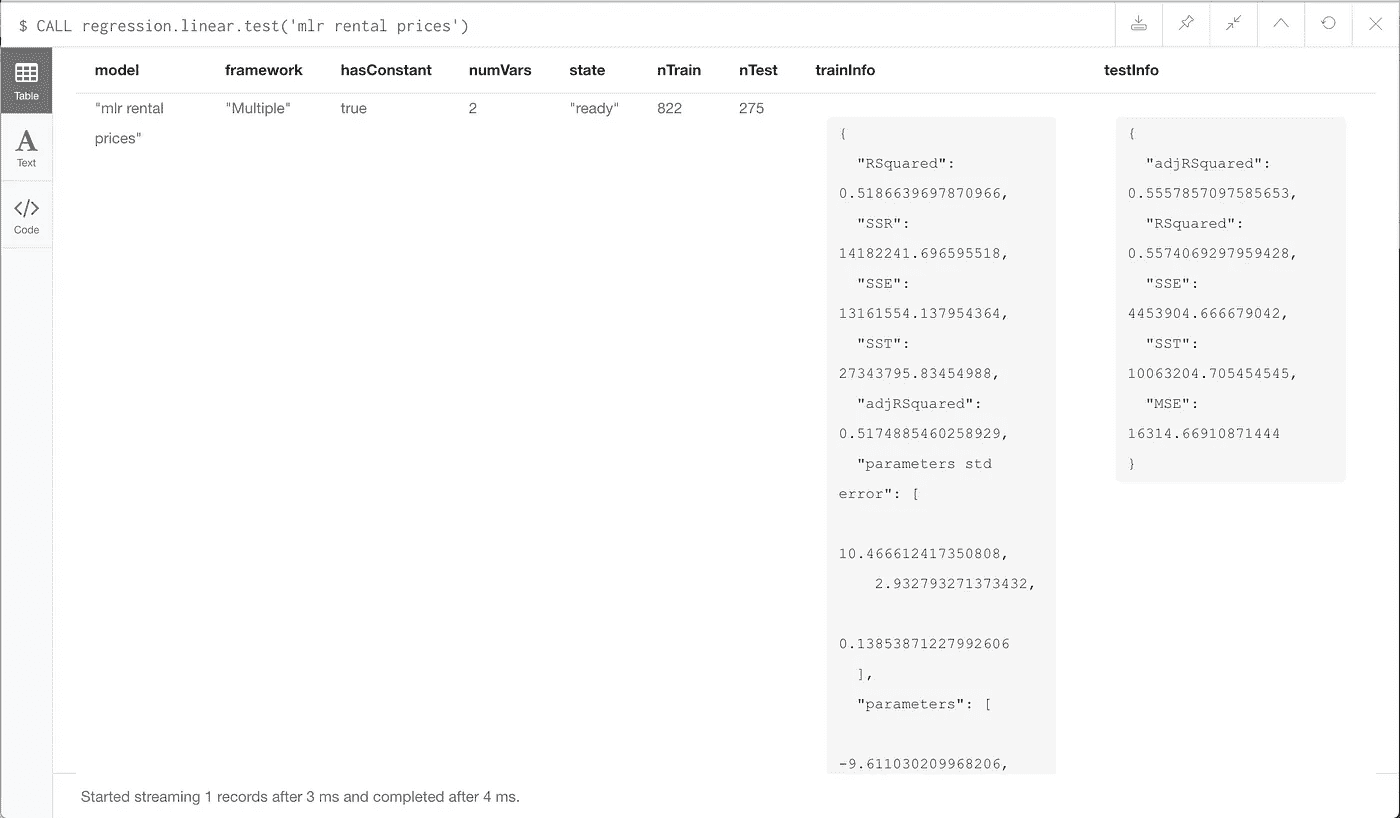 $ CALL regression.linear.test('mlr rental prices')
Table
Text
Code
model framework hasConstant numVars state nTrain nTest trainInfo testInfo
"mlr rental
prices"
"Multiple"
true
2
"ready"
822
275
{
"RSquared":
0.5186639697870966,
"SSR":
14182241.696595518,
"SSE":
13161554.137954364,
"SST":
27343795.83454988,
"adjRSquared":
0.5174885460258929,
"parameters std
error": [
10.466612417350808,
2.932793271373432,
0.13853871227992606
],
"parameters": [
-9.611030209968206,
{
"adjRSquared":
0.5557857097585653,
"RSquared":
0.5574069297959428,
"SSE":
4453904.666679042,
"SST":
10063204.705454545,
"MSE":
16314.66910871444
}
Started streaming 1 records after 3 ms and completed after 4 ms.